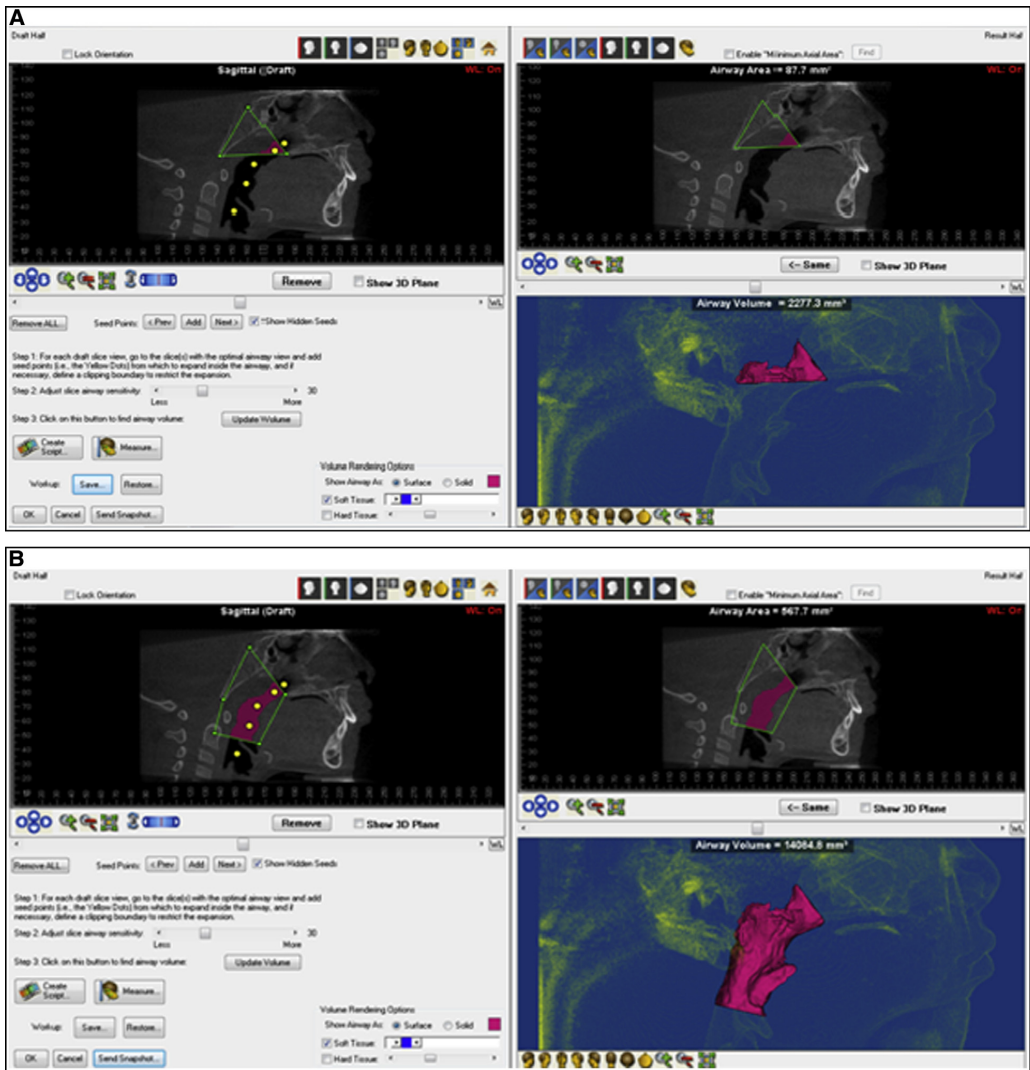 A
Draft Hall
Result Hall
Lock Orientation
Enable "Minimum Axial Area":
Find
Sagittal (Draft)
WL: On
Airway Area = 87.7 mm²
WL: On
Remove
Show 3D Plane
<- Same
Show 3D Plane
WL
WL
Airway Volume = 2277.3 mm³
Remove ALL...
Seed Points:
< Prev
Add
Next >
Show Hidden Seeds
Step 1: For each draft slice view, go to the slice(s) with the optimal airway view and add
seed points (i.e., the Yellow Dots) from which to expand inside the airway, and if
necessary, define a clipping boundary to restrict the expansion.
Step 2: Adjust slice airway sensitivity:
30
Less
More
Step 3: Click on this button to find airway volume:
Update Volume
Create
Script...
Measure...
Workup:
Save...
Restore...
Volume Rendering Options
Show Airway As:
Surface
Solid
Soft Tissue:
Hard Tissue:
OK
Cancel
Send Snapshot...
B
Draft Hall
Result Hall
Lock Orientation
Enable "Minimum Axial Area":
Find
Sagittal (Draft)
WL: On
Airway Area = 567.7 mm²
WL: On
Remove
Show 3D Plane
<- Same
Show 3D Plane
WL
WL
Airway Volume = 14064.8 mm³
Remove ALL...
Seed Points:
< Prev
Add
Next >
Show Hidden Seeds
Step 1: For each draft slice view, go to the slice(s) with the optimal airway view and add
seed points (i.e., the Yellow Dots) from which to expand inside the airway, and if
necessary, define a clipping boundary to restrict the expansion.
Step 2: Adjust slice airway sensitivity:
30
Less
More
Step 3: Click on this button to find airway volume:
Update Volume
Create
Script...
Measure...
Workup:
Save...
Restore...
Volume Rendering Options
Show Airway As:
Surface
Solid
Soft Tissue:
Hard Tissue:
OK
Cancel
Send Snapshot...